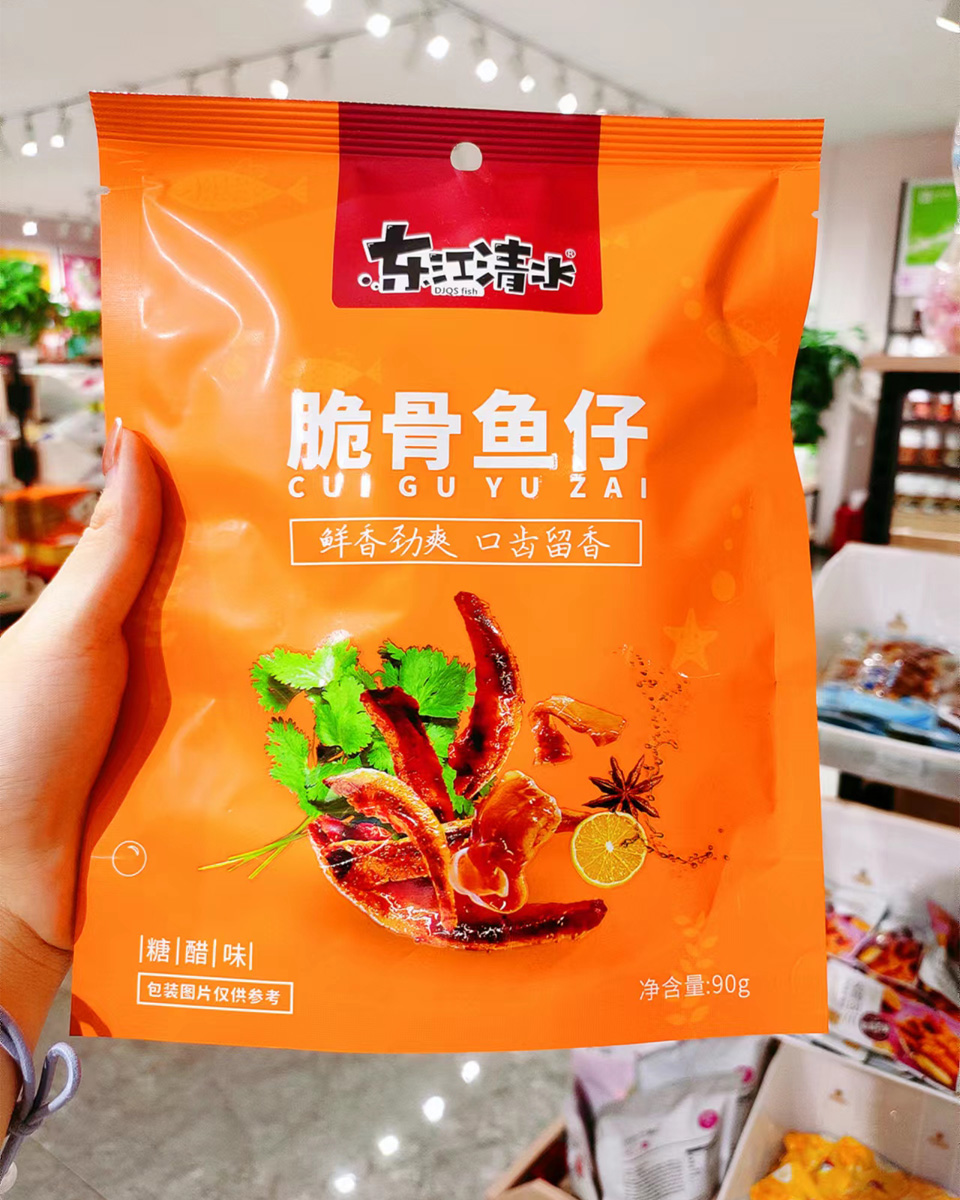 东江清水®
DJQS fish
脆骨鱼仔
CUI GU YU ZAI
鲜香劲爽 口齿留香
糖|醋|味
包装图片仅供参考
净含量:90g